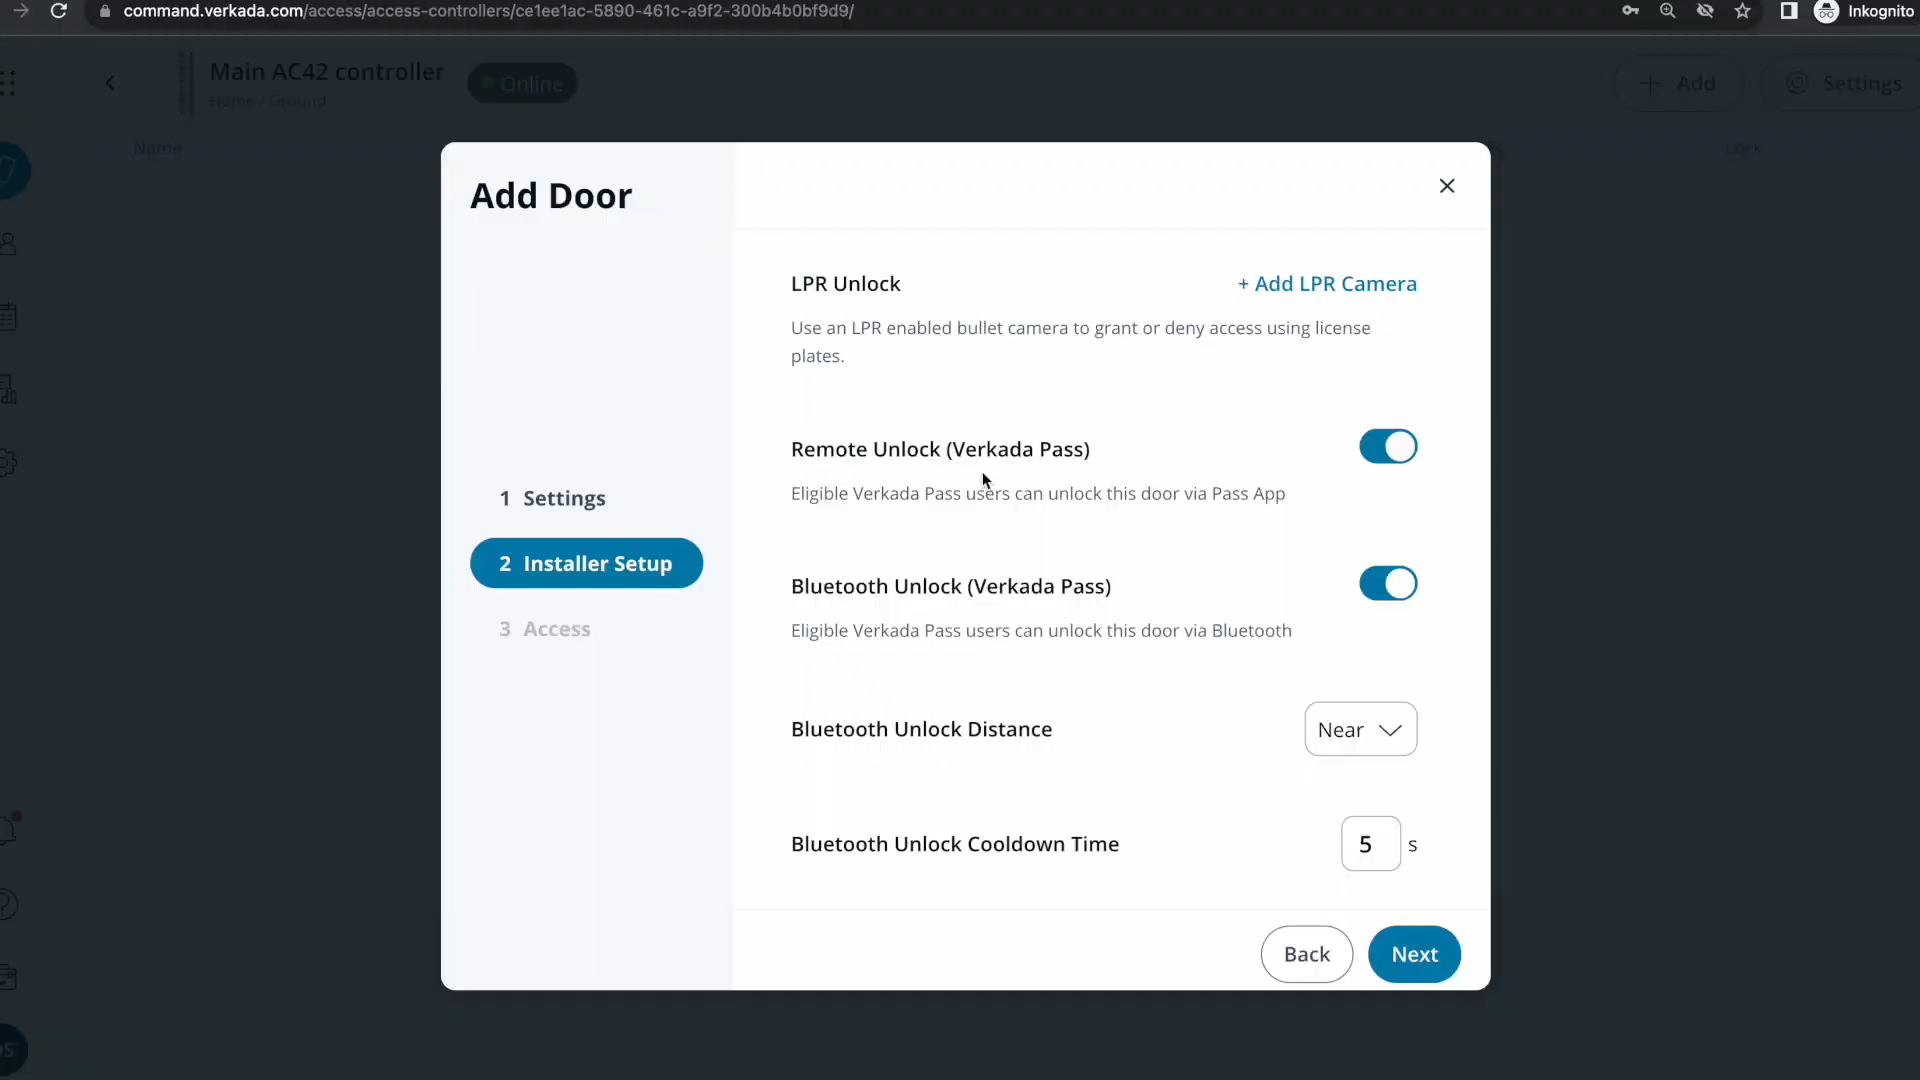 command.verkada.com/access/access-controllers/ce1ee1ac-5890-461c-a9f2-300b4b0bf9d9/
Inkognito
Main AC42 controller
Home / Ground
Online
+ Add
Settings
Name
Lock
Add Door
1 Settings
2 Installer Setup
3 Access
LPR Unlock
+ Add LPR Camera
Use an LPR enabled bullet camera to grant or deny access using license
plates.
Remote Unlock (Verkada Pass)
Eligible Verkada Pass users can unlock this door via Pass App
Bluetooth Unlock (Verkada Pass)
Eligible Verkada Pass users can unlock this door via Bluetooth
Bluetooth Unlock Distance
Near
Bluetooth Unlock Cooldown Time
5 s
Back
Next